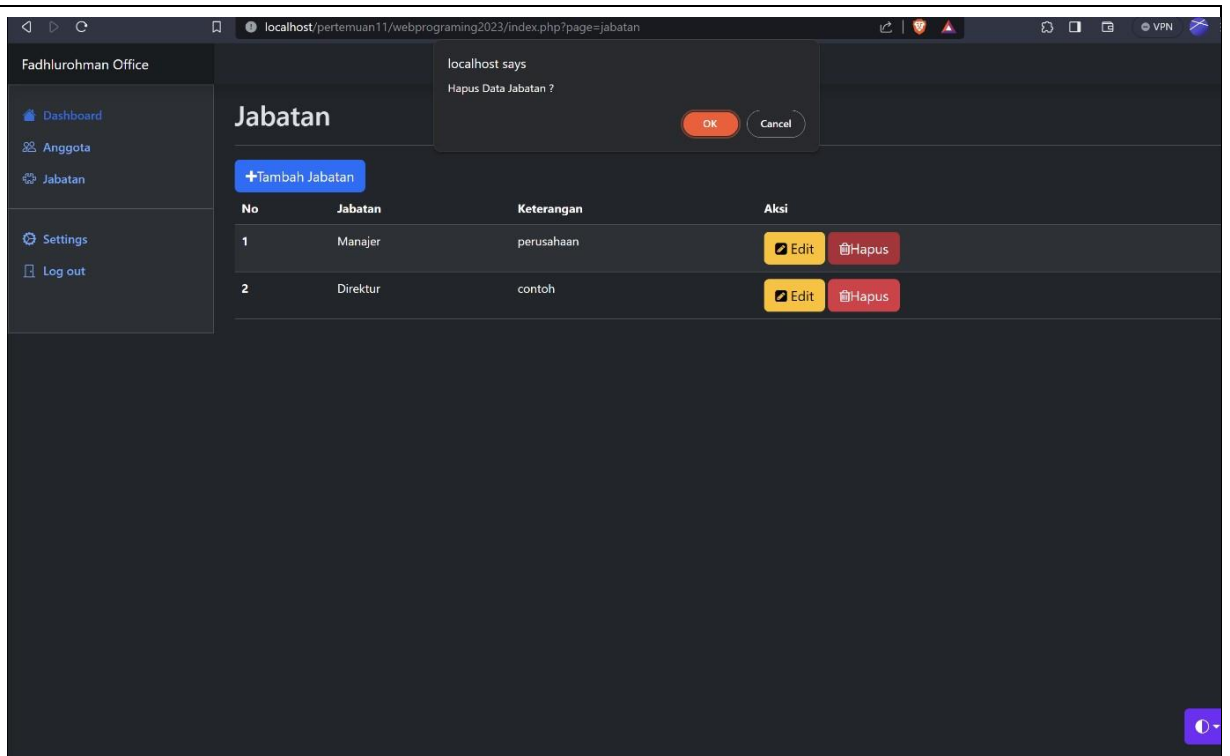 localhost/pertemuan11/webprograming2023/index.php?page=jabatan
VPN
Fadhlurohman Office
localhost says
Hapus Data Jabatan ?
OK
Cancel
Dashboard
Anggota
Jabatan
Settings
Log out
Jabatan
+Tambah Jabatan
No Jabatan Keterangan Aksi
1 Manajer perusahaan Edit Hapus
2 Direktur contoh Edit Hapus